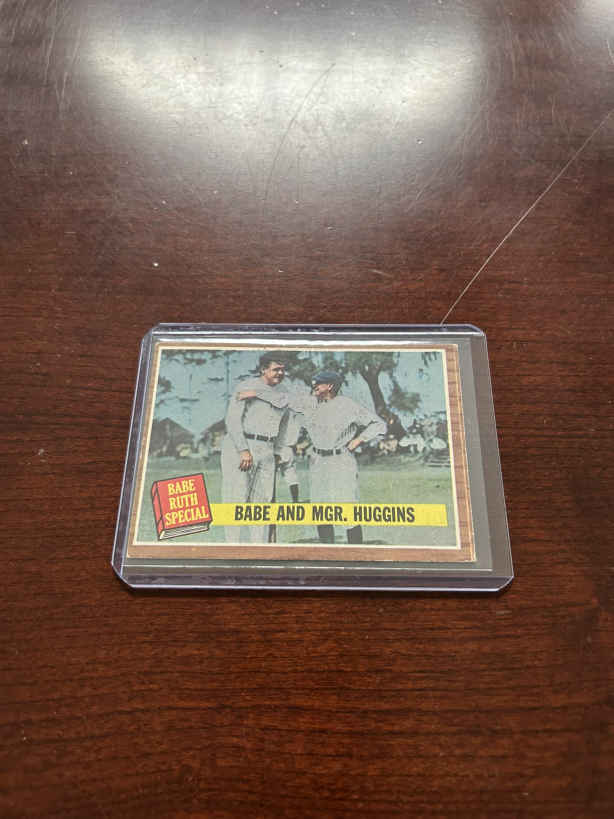 BABE
RUTH
SPECIAL
BABE AND MGR. HUGGINS